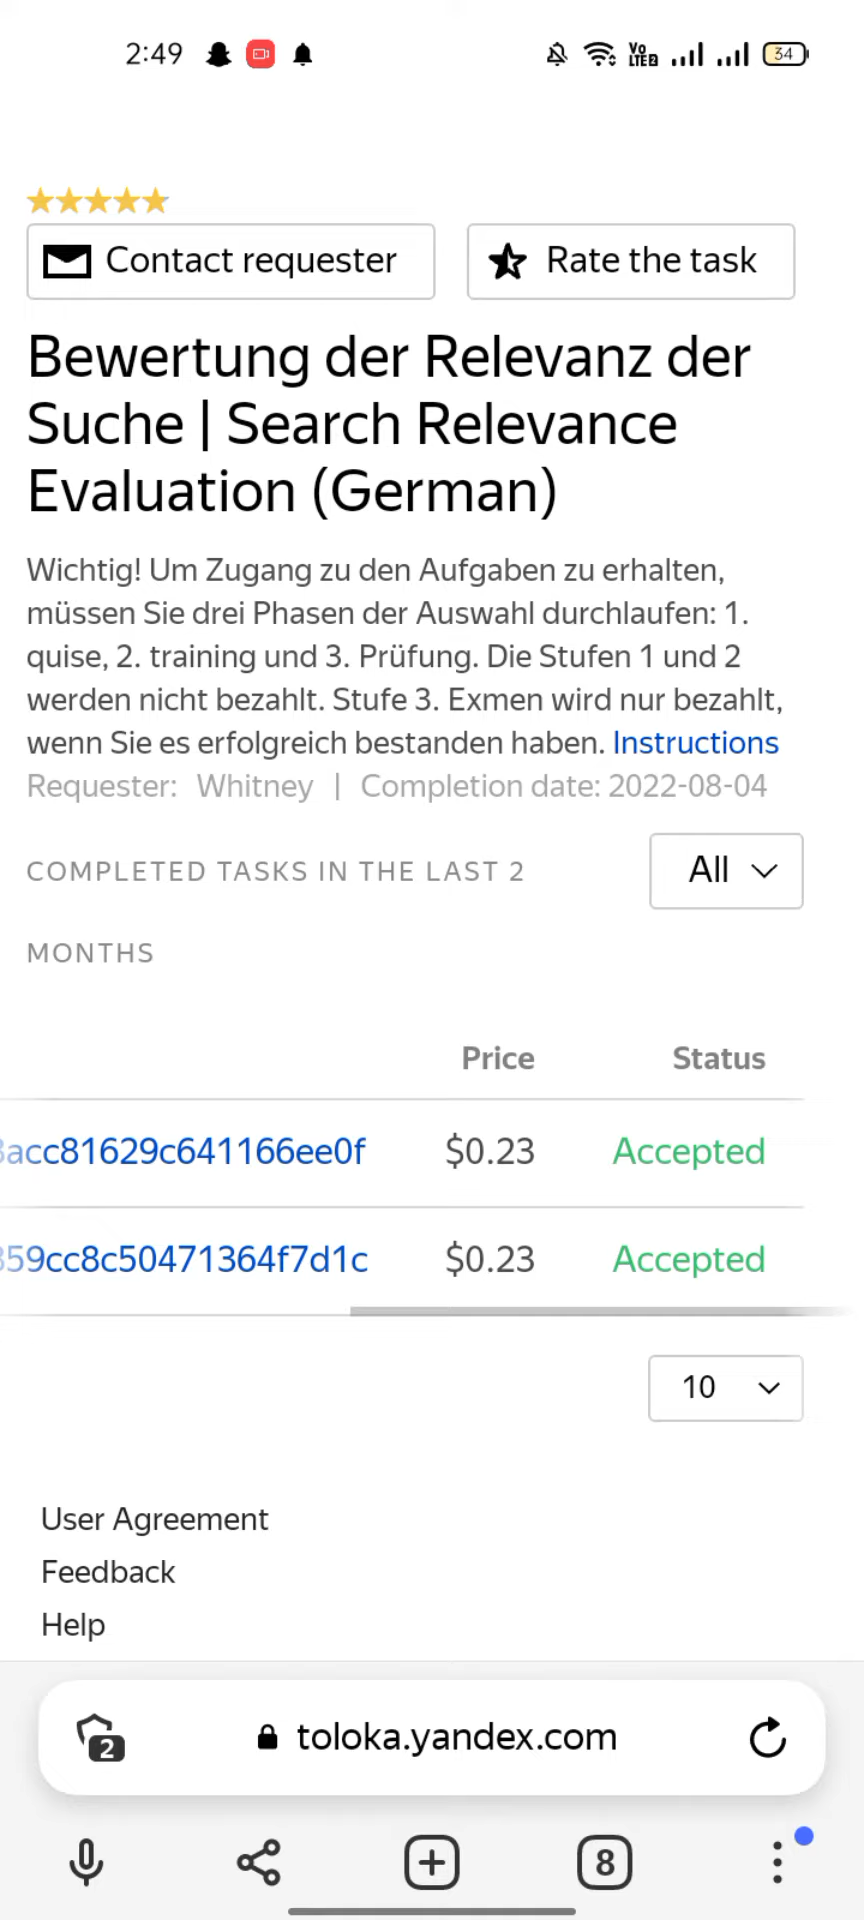 2:49
Vo
LTE2
34
Contact requester
Rate the task
Bewertung der Relevanz der
Suche | Search Relevance
Evaluation (German)
Wichtig! Um Zugang zu den Aufgaben zu erhalten,
müssen Sie drei Phasen der Auswahl durchlaufen: 1.
quise, 2. training und 3. Prüfung. Die Stufen 1 und 2
werden nicht bezahlt. Stufe 3. Exmen wird nur bezahlt,
wenn Sie es erfolgreich bestanden haben. Instructions
Requester: Whitney | Completion date: 2022-08-04
COMPLETED TASKS IN THE LAST 2
MONTHS
All
Price Status
acc81629c641166ee0f $0.23 Accepted
59cc8c50471364f7d1c $0.23 Accepted
10
User Agreement
Feedback
Help
2
toloka.yandex.com
8